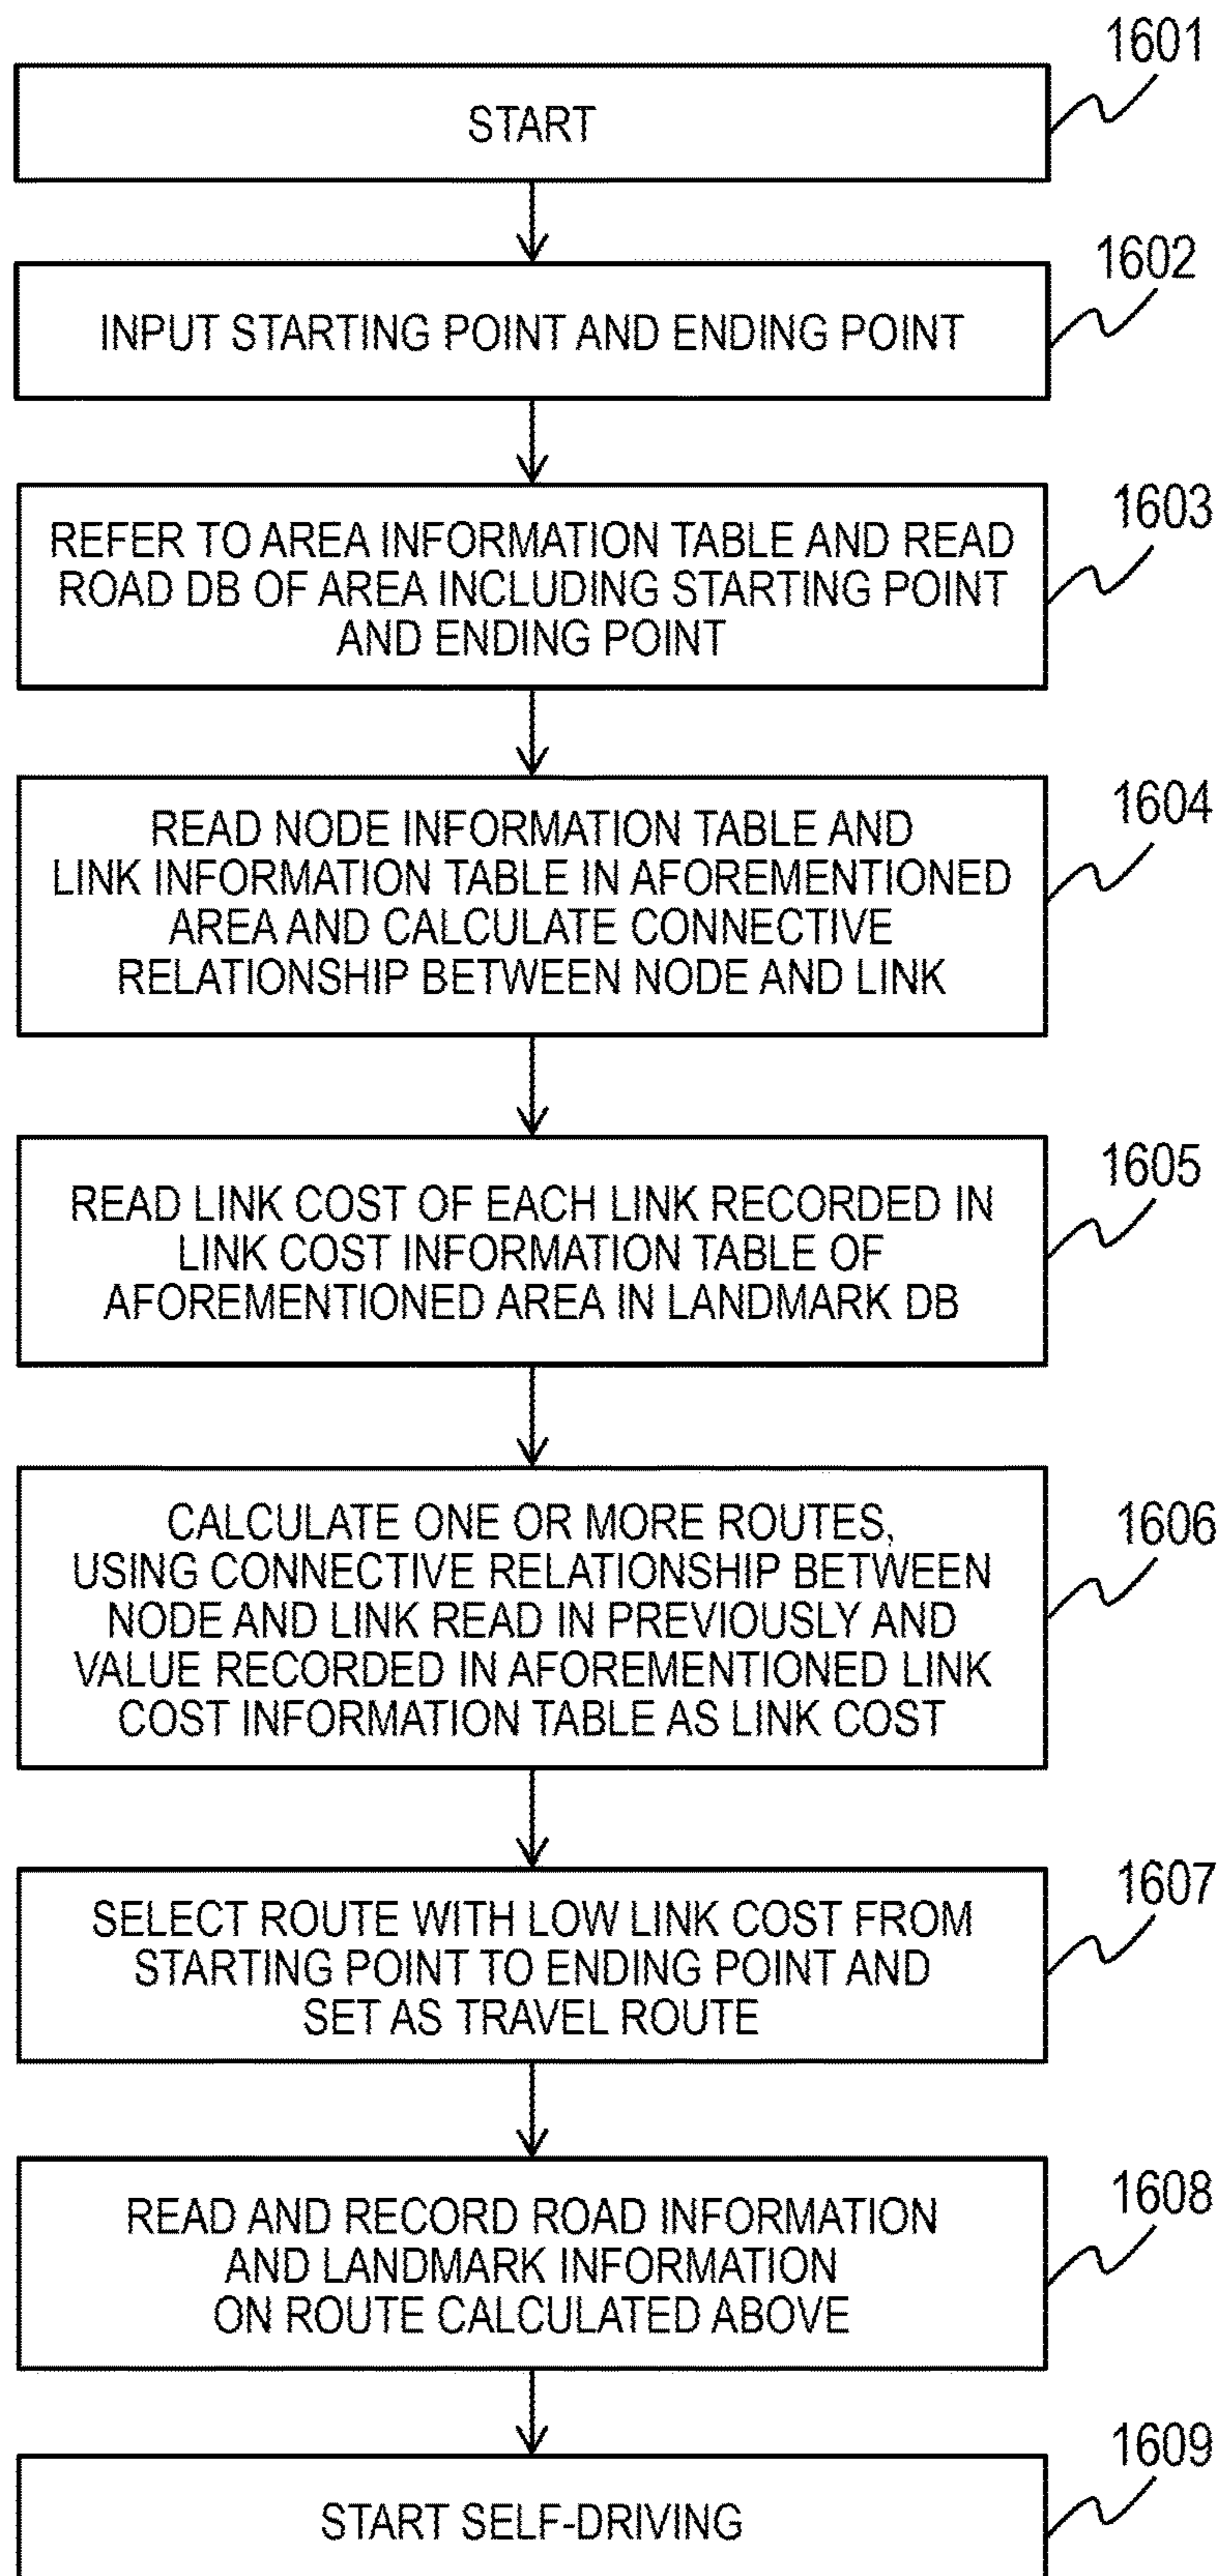 1601
START
1602
INPUT STARTING POINT AND ENDING POINT
1603
REFER TO AREA INFORMATION TABLE AND READ
ROAD DB OF AREA INCLUDING STARTING POINT
AND ENDING POINT
1604
READ NODE INFORMATION TABLE AND
LINK INFORMATION TABLE IN AFOREMENTIONED
AREA AND CALCULATE CONNECTIVE
RELATIONSHIP BETWEEN NODE AND LINK
1605
READ LINK COST OF EACH LINK RECORDED IN
LINK COST INFORMATION TABLE OF
AFOREMENTIONED AREA IN LANDMARK DB
1606
CALCULATE ONE OR MORE ROUTES,
USING CONNECTIVE RELATIONSHIP BETWEEN
NODE AND LINK READ IN PREVIOUSLY AND
VALUE RECORDED IN AFOREMENTIONED LINK
COST INFORMATION TABLE AS LINK COST
1607
SELECT ROUTE WITH LOW LINK COST FROM
STARTING POINT TO ENDING POINT AND
SET AS TRAVEL ROUTE
1608
READ AND RECORD ROAD INFORMATION
AND LANDMARK INFORMATION
ON ROUTE CALCULATED ABOVE
1609
START SELF-DRIVING